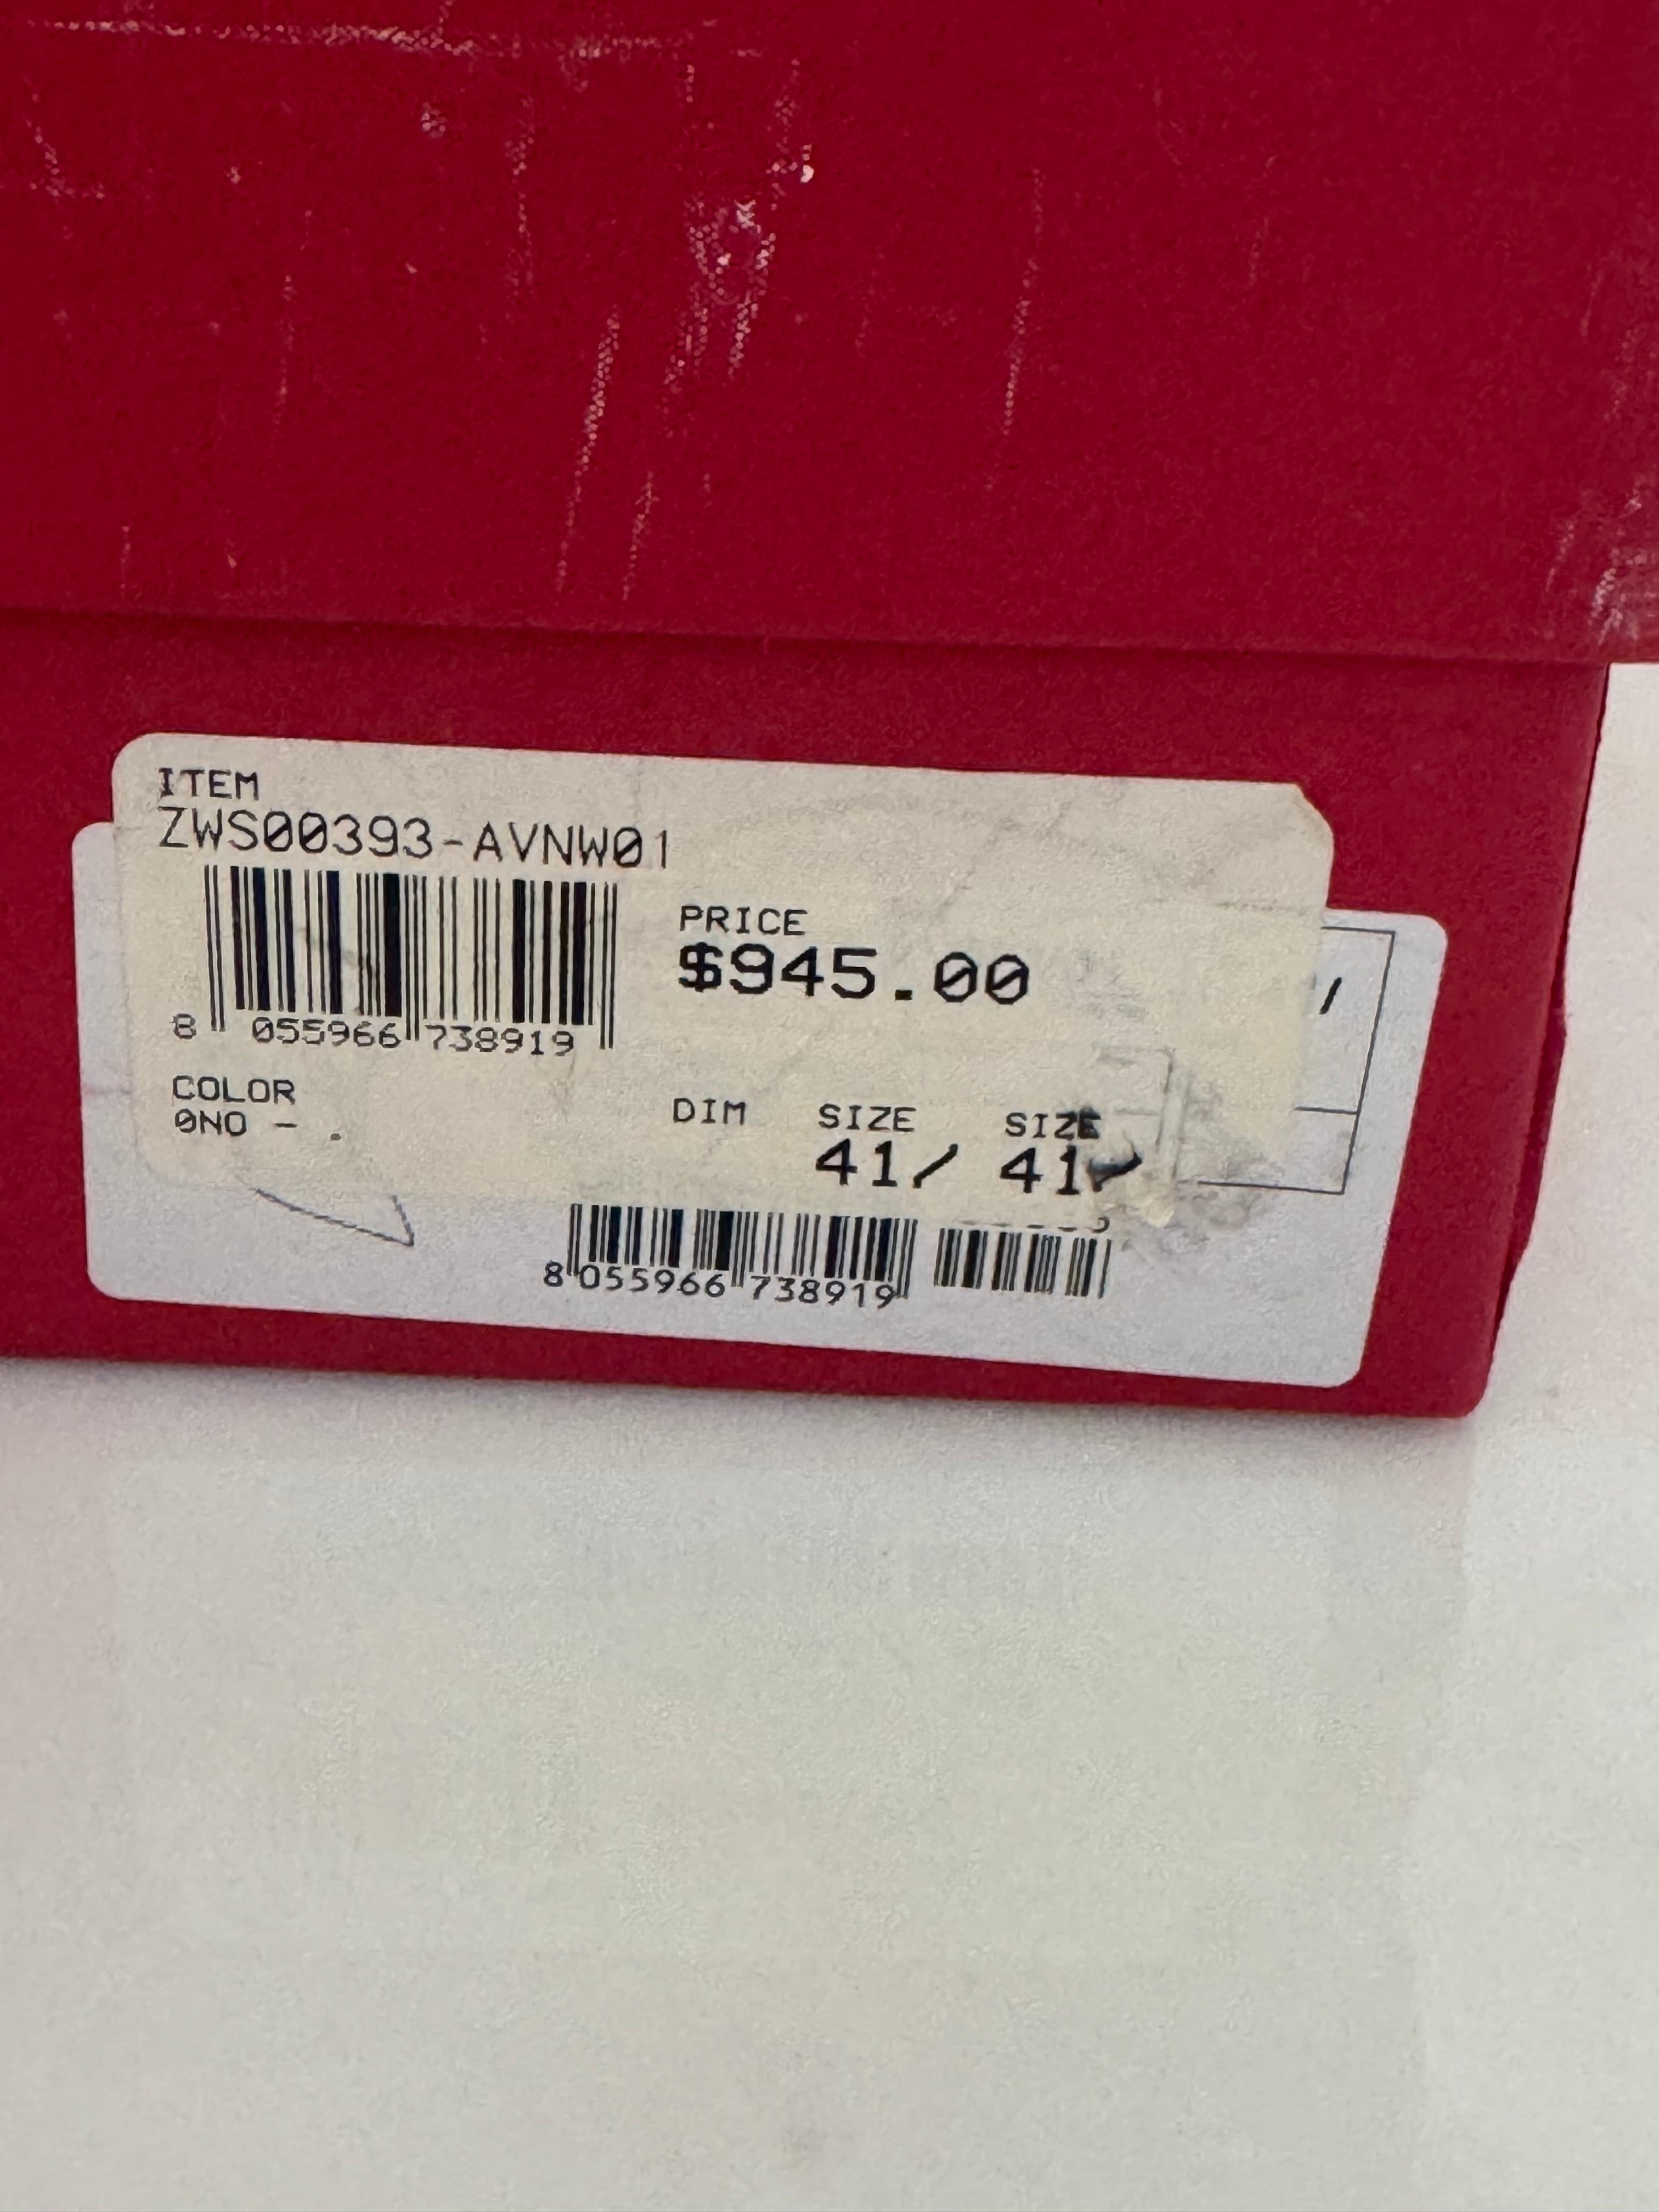 ITEM
ZWS00393-AVNW01
PRICE
$945.00
8 055966 738919
COLOR
0NO - .
DIM SIZE SIZE
41/ 41
8 055966 738919